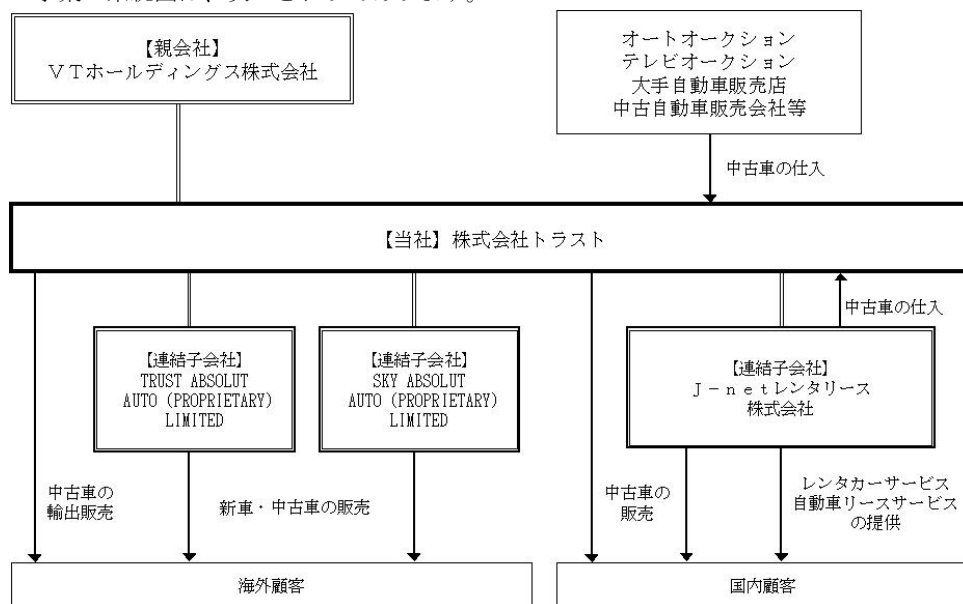 【親会社】
ＶＴホールディングス株式会社
オートオークション
テレビオークション
大手自動車販売店
中古自動車販売会社等
中古車の仕入
【当社】株式会社トラスト
中古車の仕入
【連結子会社】
TRUST ABSOLUT
AUTO (PROPRIETARY)
LIMITED
【連結子会社】
SKY ABSOLUT
AUTO (PROPRIETARY)
LIMITED
【連結子会社】
Ｊ－ｎｅｔレンタリース
株式会社
中古車の
輸出販売
新車・中古車の販売
中古車の
販売
レンタカーサービス
自動車リースサービス
の提供
海外顧客
国内顧客